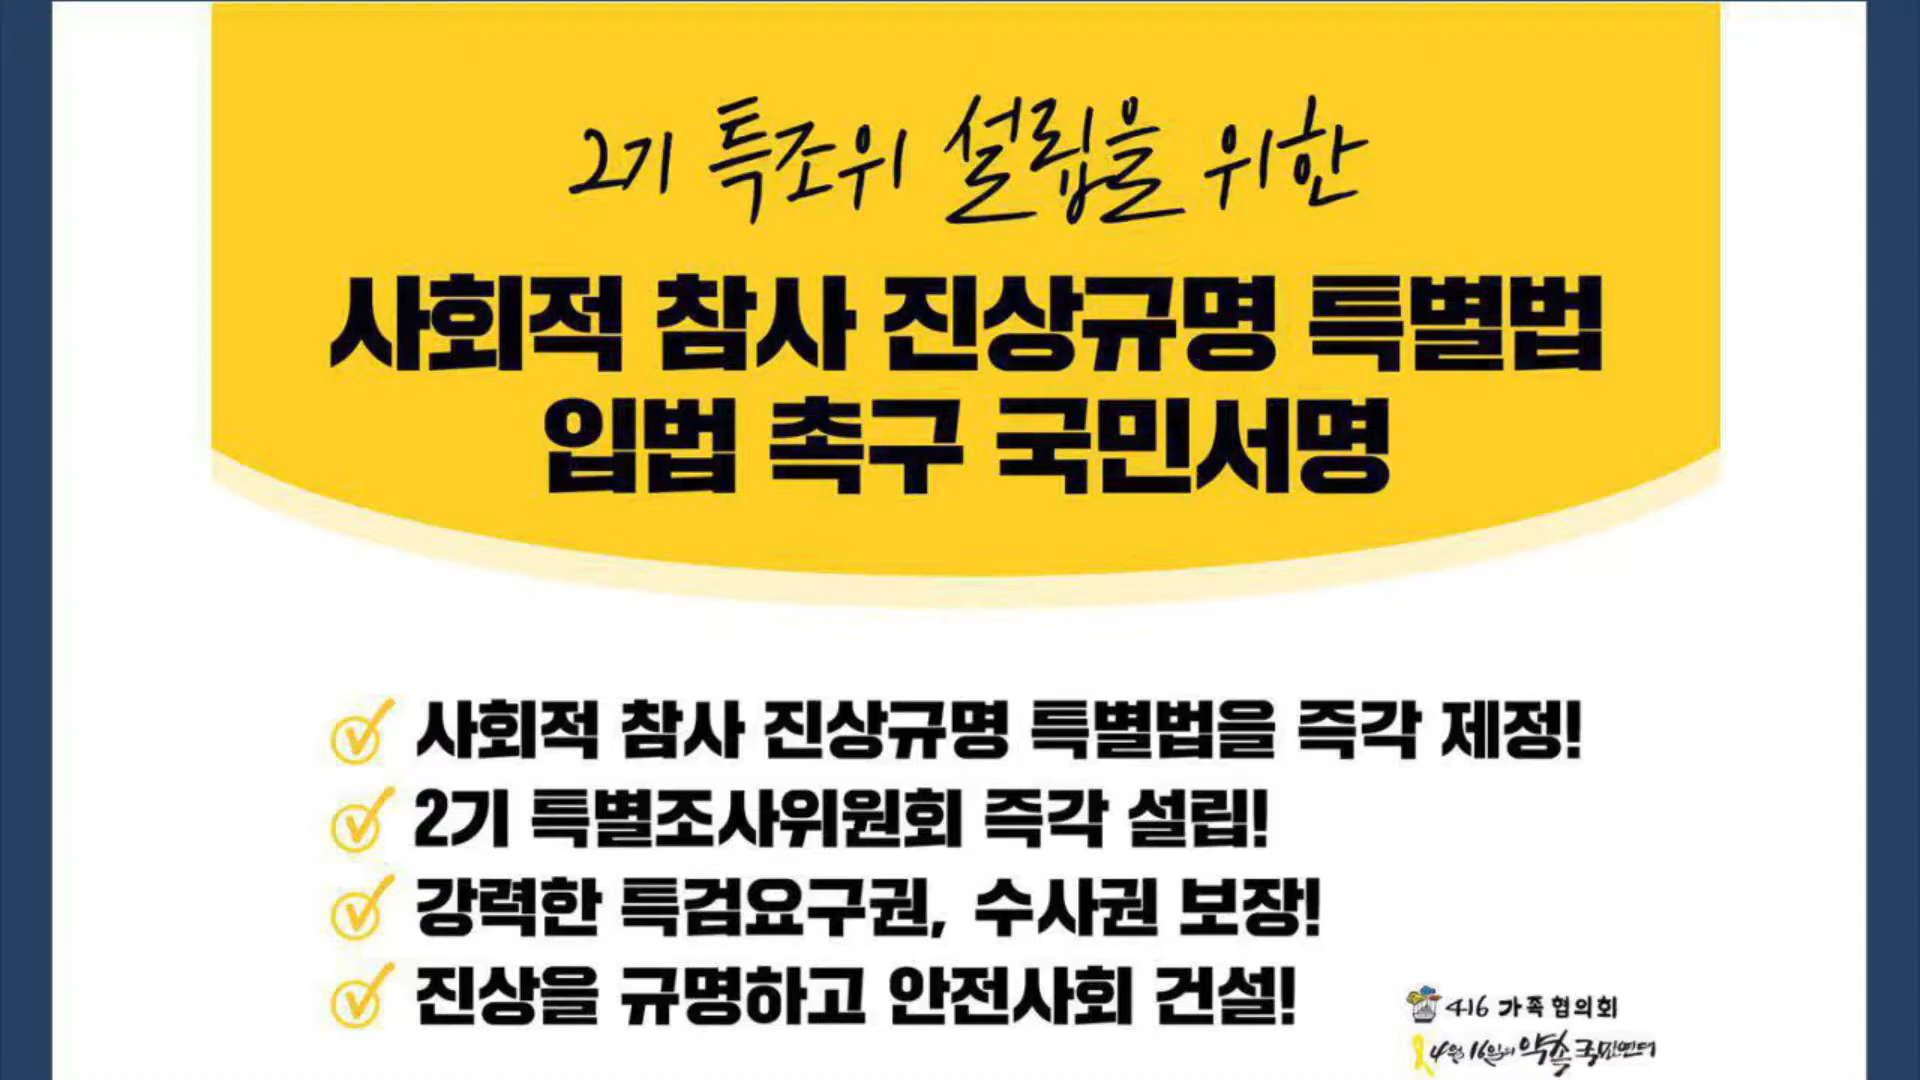 2기 특조위 설립을 위한
사회적 참사 진상규명 특별법
입법 촉구 국민서명
사회적 참사 진상규명 특별법을 즉각 제정!
2기 특별조사위원회 즉각 설립!
강력한 특검요구권, 수사권 보장!
진상을 규명하고 안전사회 건설!
4·16 가족협의회
4월16일의 약속 국민연대